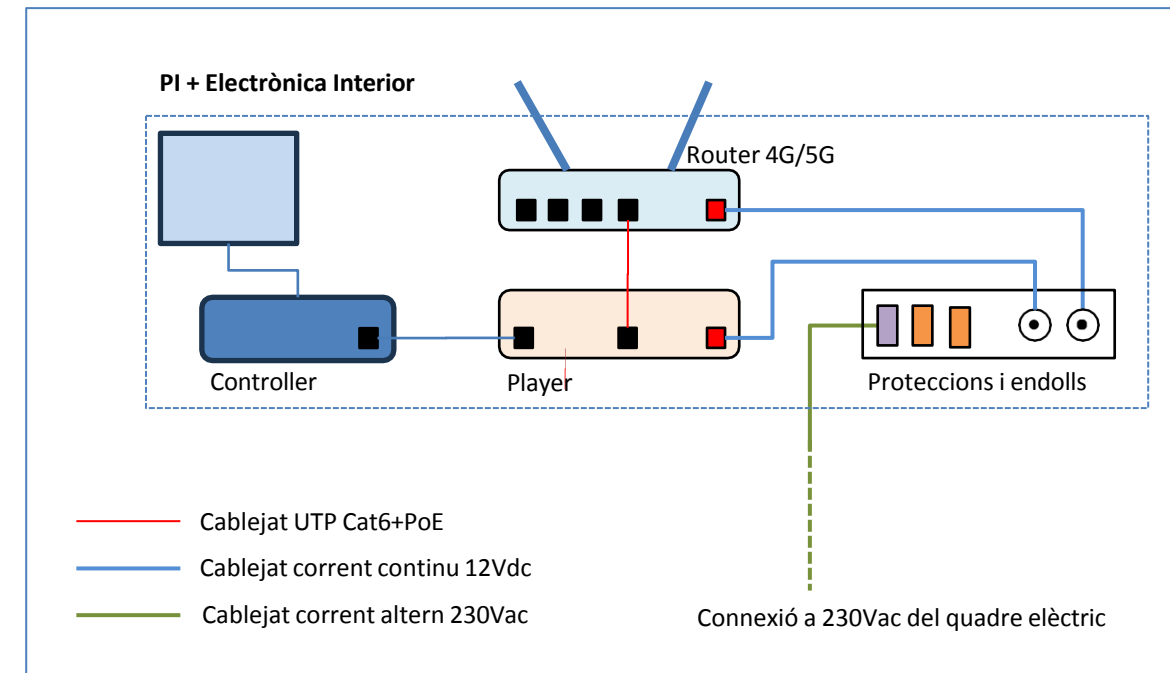 PI + Electrònica Interior
Router 4G/5G
Controller
Player
Proteccions i endolls
Cablejat UTP Cat6+PoE
Cablejat corrent continu 12Vdc
Cablejat corrent altern 230Vac
Connexió a 230Vac del quadre elèctric